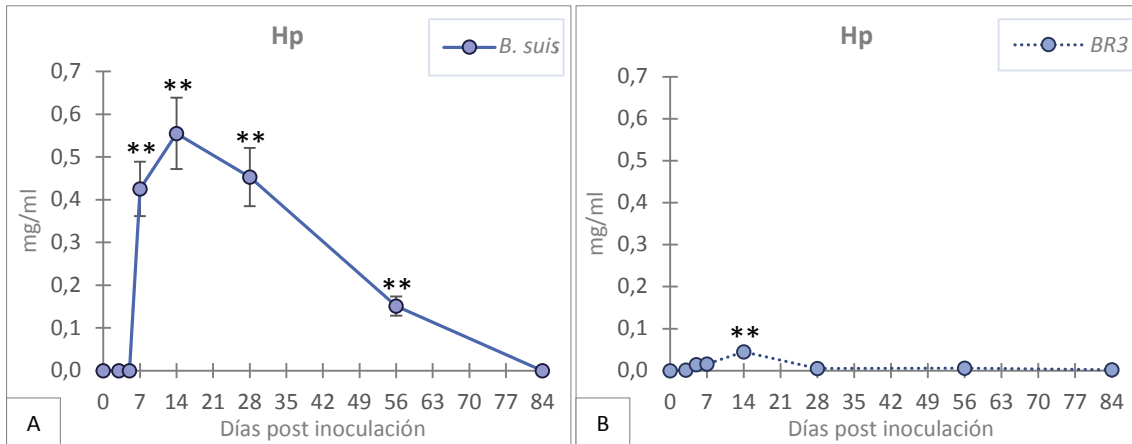 Hp
B. suis
0,7
0,6
0,5
0,4
0,3
0,2
0,1
0,0
mg/ml
**
**
**
**
0 7 14 21 28 35 42 49 56 63 70 77 84
Días post inoculación
A
Hp
BR3
0,7
0,6
0,5
0,4
0,3
0,2
0,1
0,0
mg/ml
**
0 7 14 21 28 35 42 49 56 63 70 77 84
Días post inoculación
B